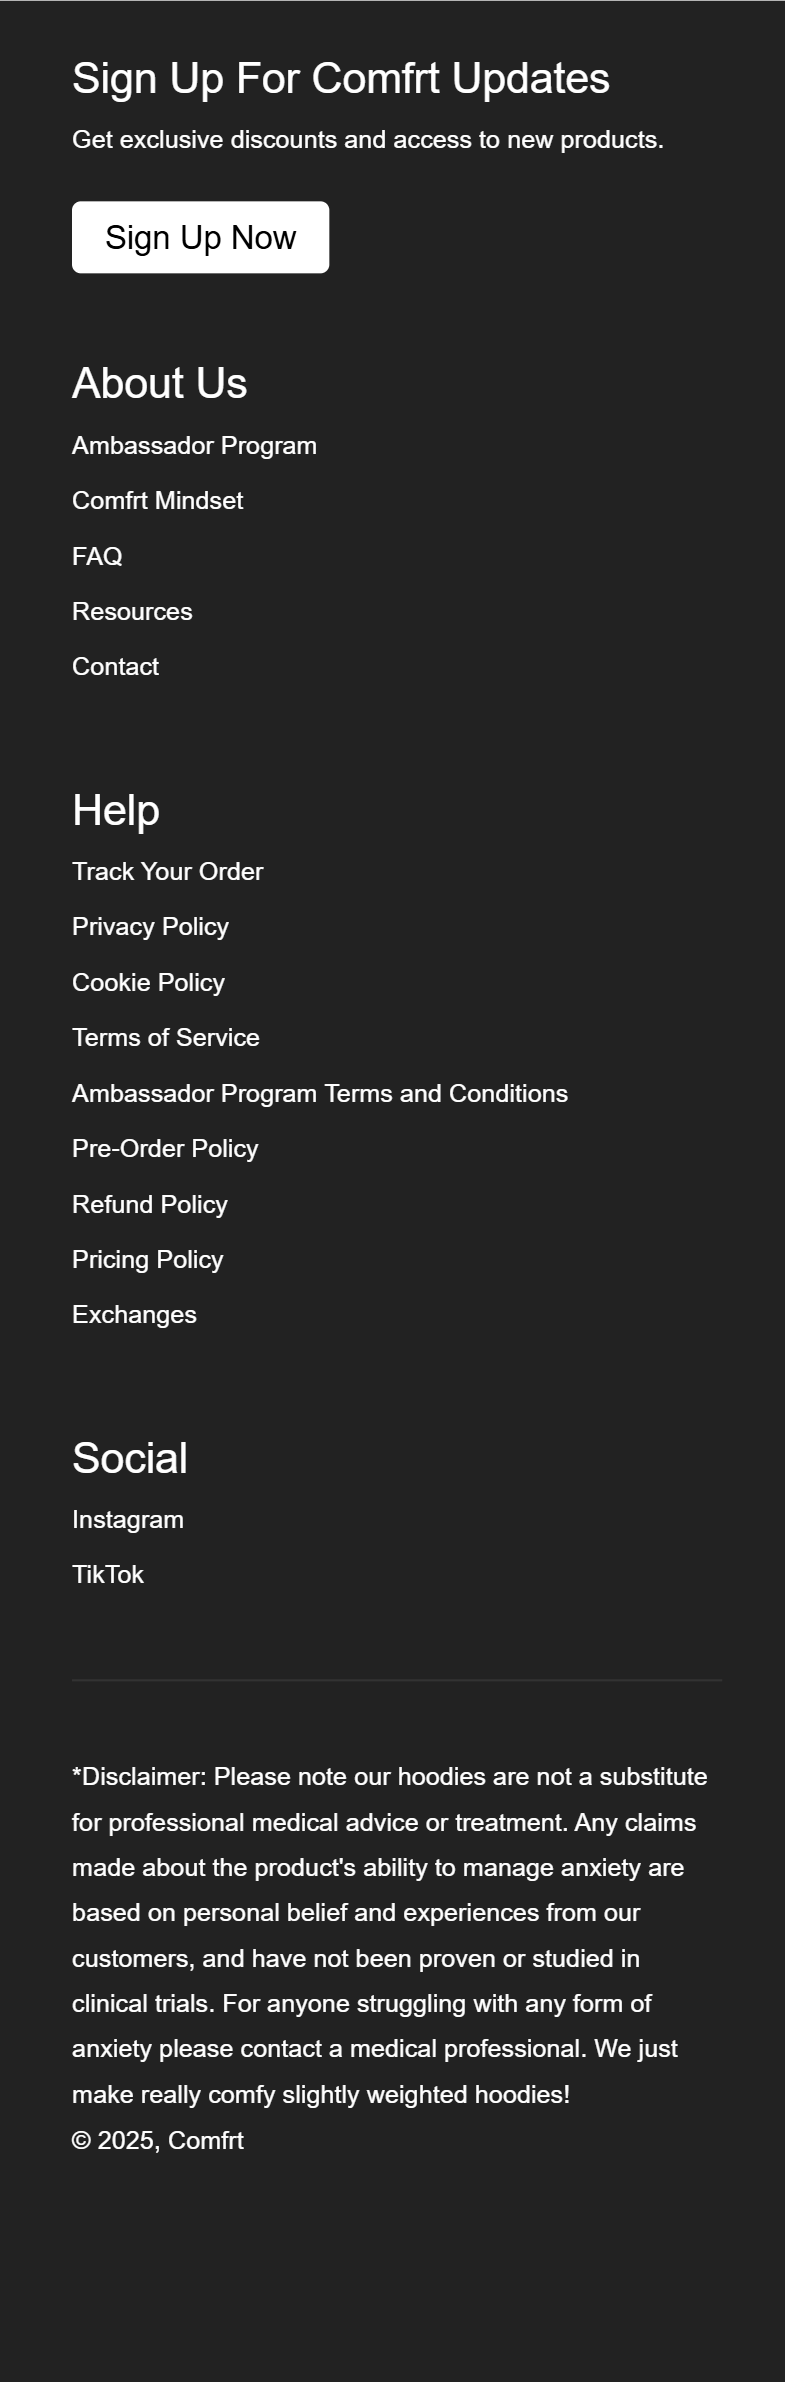 Sign Up For Comfrt Updates
Get exclusive discounts and access to new products.
Sign Up Now
About Us
Ambassador Program
Comfrt Mindset
FAQ
Resources
Contact
Help
Track Your Order
Privacy Policy
Cookie Policy
Terms of Service
Ambassador Program Terms and Conditions
Pre-Order Policy
Refund Policy
Pricing Policy
Exchanges
Social
Instagram
TikTok
*Disclaimer: Please note our hoodies are not a substitute
for professional medical advice or treatment. Any claims
made about the product's ability to manage anxiety are
based on personal belief and experiences from our
customers, and have not been proven or studied in
clinical trials. For anyone struggling with any form of
anxiety please contact a medical professional. We just
make really comfy slightly weighted hoodies!
© 2025, Comfrt